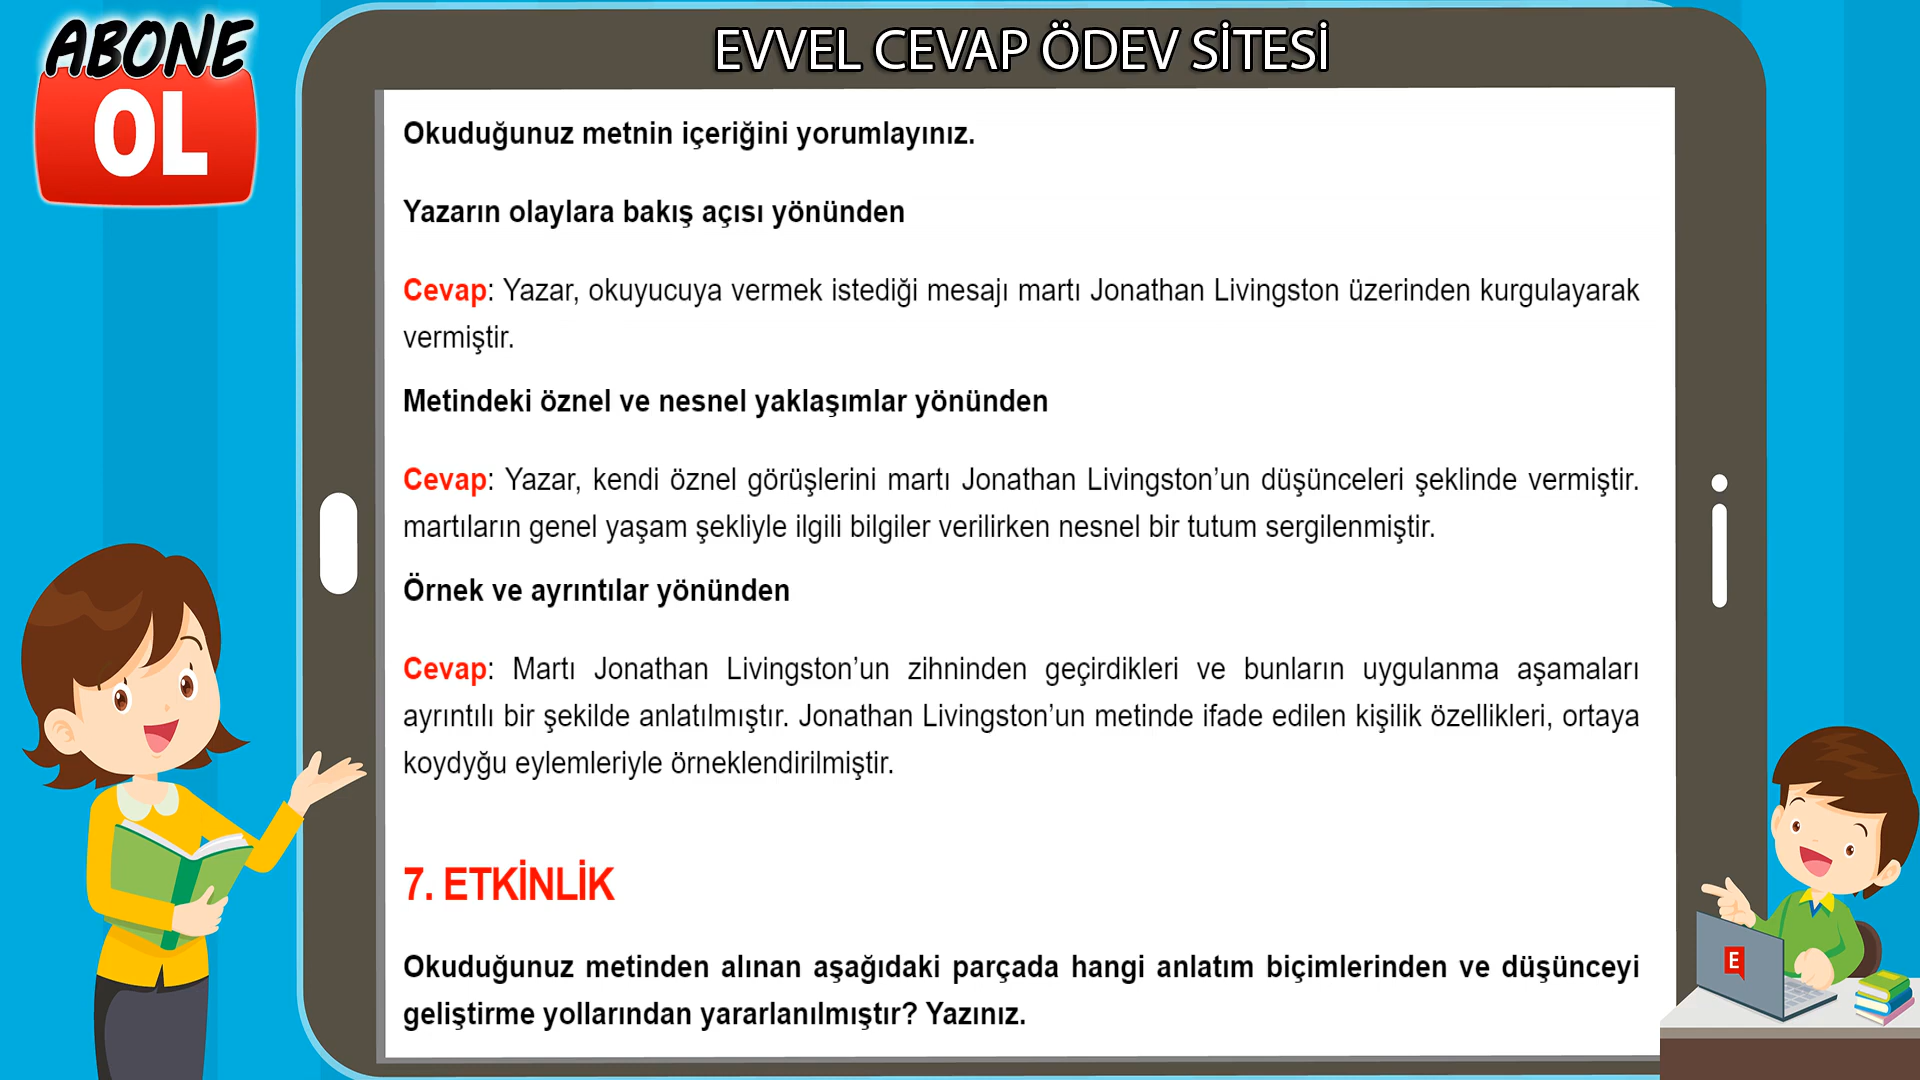 ABONE
OL
EVVEL CEVAP ÖDEV SİTESİ
Okuduğunuz metnin içeriğini yorumlayınız.
Yazarın olaylara bakış açısı yönünden
Cevap: Yazar, okuyucuya vermek istediği mesajı martı Jonathan Livingston üzerinden kurgulayarak
vermiştir.
Metindeki öznel ve nesnel yaklaşımlar yönünden
Cevap: Yazar, kendi öznel görüşlerini martı Jonathan Livingston’un düşünceleri şeklinde vermiştir.
martıların genel yaşam şekliyle ilgili bilgiler verilirken nesnel bir tutum sergilenmiştir.
Örnek ve ayrıntılar yönünden
Cevap: Martı Jonathan Livingston’un zihninden geçirdikleri ve bunların uygulanma aşamaları
ayrıntılı bir şekilde anlatılmıştır. Jonathan Livingston’un metinde ifade edilen kişilik özellikleri, ortaya
koydyğu eylemleriyle örneklendirilmiştir.
7. ETKİNLİK
Okuduğunuz metinden alınan aşağıdaki parçada hangi anlatım biçimlerinden ve düşünceyi
geliştirme yollarından yararlanılmıştır? Yazınız.
E